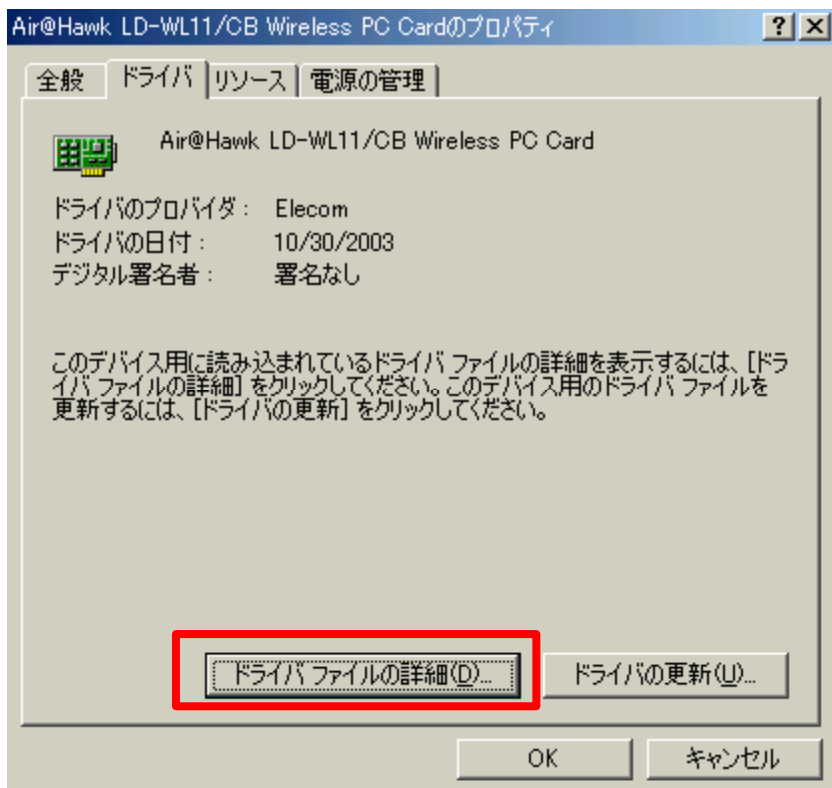 Air@Hawk LD-WL11/CB Wireless PC Cardのプロパティ
全般 ドライバ リソース 電源の管理
Air@Hawk LD-WL11/CB Wireless PC Card
ドライバのプロバイダ： Elecom
ドライバの日付： 10/30/2003
デジタル署名者： 署名なし
このデバイス用に読み込まれているドライバ ファイルの詳細を表示するには、[ドラ
イバ ファイルの詳細] をクリックしてください。このデバイス用のドライバ ファイルを
更新するには、[ドライバの更新] をクリックしてください。
ドライバ ファイルの詳細(D)... ドライバの更新(U)...
OK キャンセル